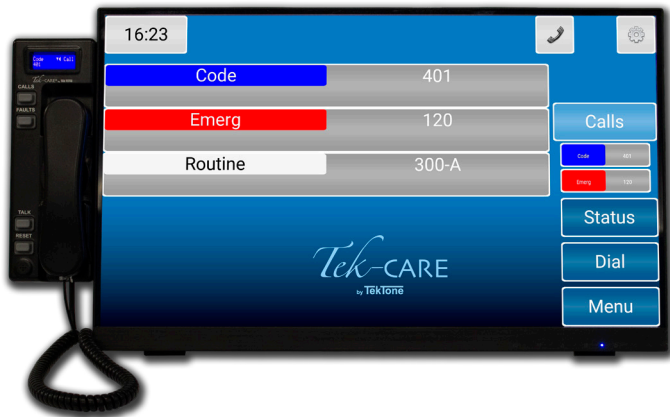 16:23
Code 401
Emerg 120
Routine 300-A
Calls
Code 401
Emerg 120
Status
Dial
Menu
Tek-CARE
by TekTone
Code
401
Call
CALLS
FAULTS
TALK
RESET